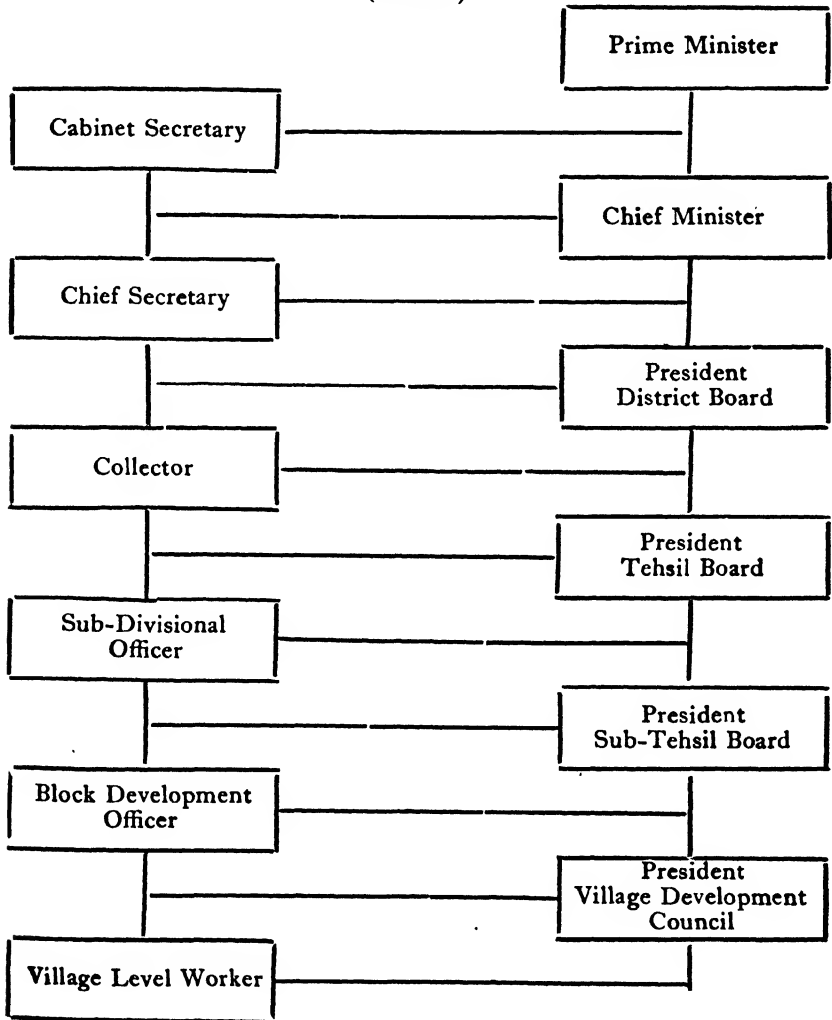 Prime Minister
Cabinet Secretary
Chief Minister
Chief Secretary
President
District Board
Collector
President
Tehsil Board
Sub-Divisional
Officer
President
Sub-Tehsil Board
Block Development
Officer
President
Village Development
Council
Village Level Worker